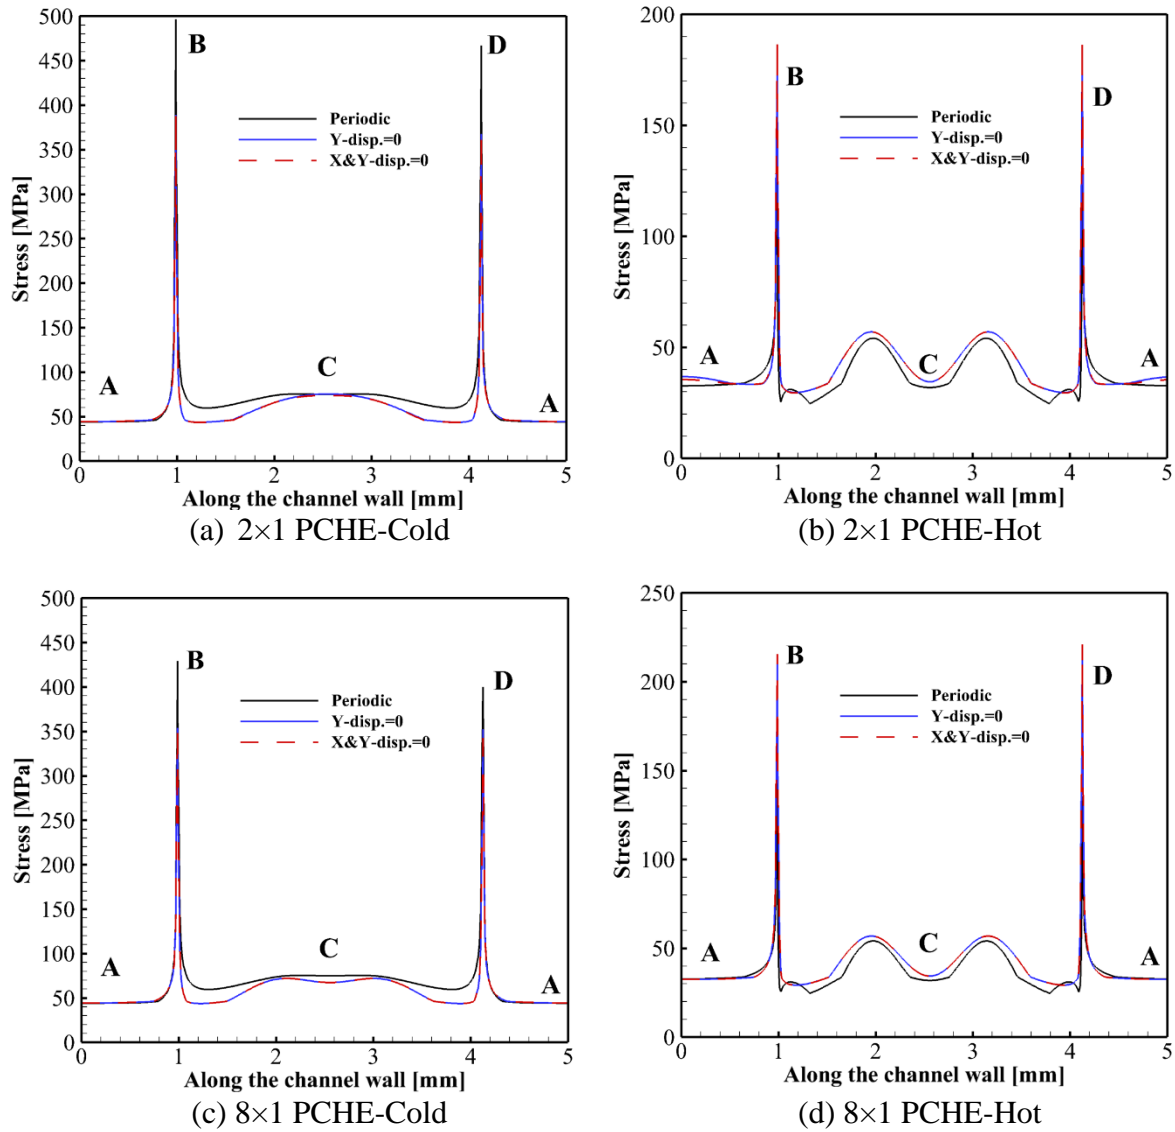 500
450
400
350
300
250
200
150
100
50
0
Stress [MPa]
B
D
Periodic
Y-disp.=0
X&Y-disp.=0
A
C
A
0 1 2 3 4 5
Along the channel wall [mm]
(a) 2×1 PCHE-Cold
200
150
100
50
0
Stress [MPa]
B
D
Periodic
Y-disp.=0
X&Y-disp.=0
A
C
A
0 1 2 3 4 5
Along the channel wall [mm]
(b) 2×1 PCHE-Hot
500
450
400
350
300
250
200
150
100
50
0
Stress [MPa]
B
D
Periodic
Y-disp.=0
X&Y-disp.=0
A
C
A
0 1 2 3 4 5
Along the channel wall [mm]
(c) 8×1 PCHE-Cold
250
200
150
100
50
0
Stress [MPa]
B
D
Periodic
Y-disp.=0
X&Y-disp.=0
A
C
A
0 1 2 3 4 5
Along the channel wall [mm]
(d) 8×1 PCHE-Hot